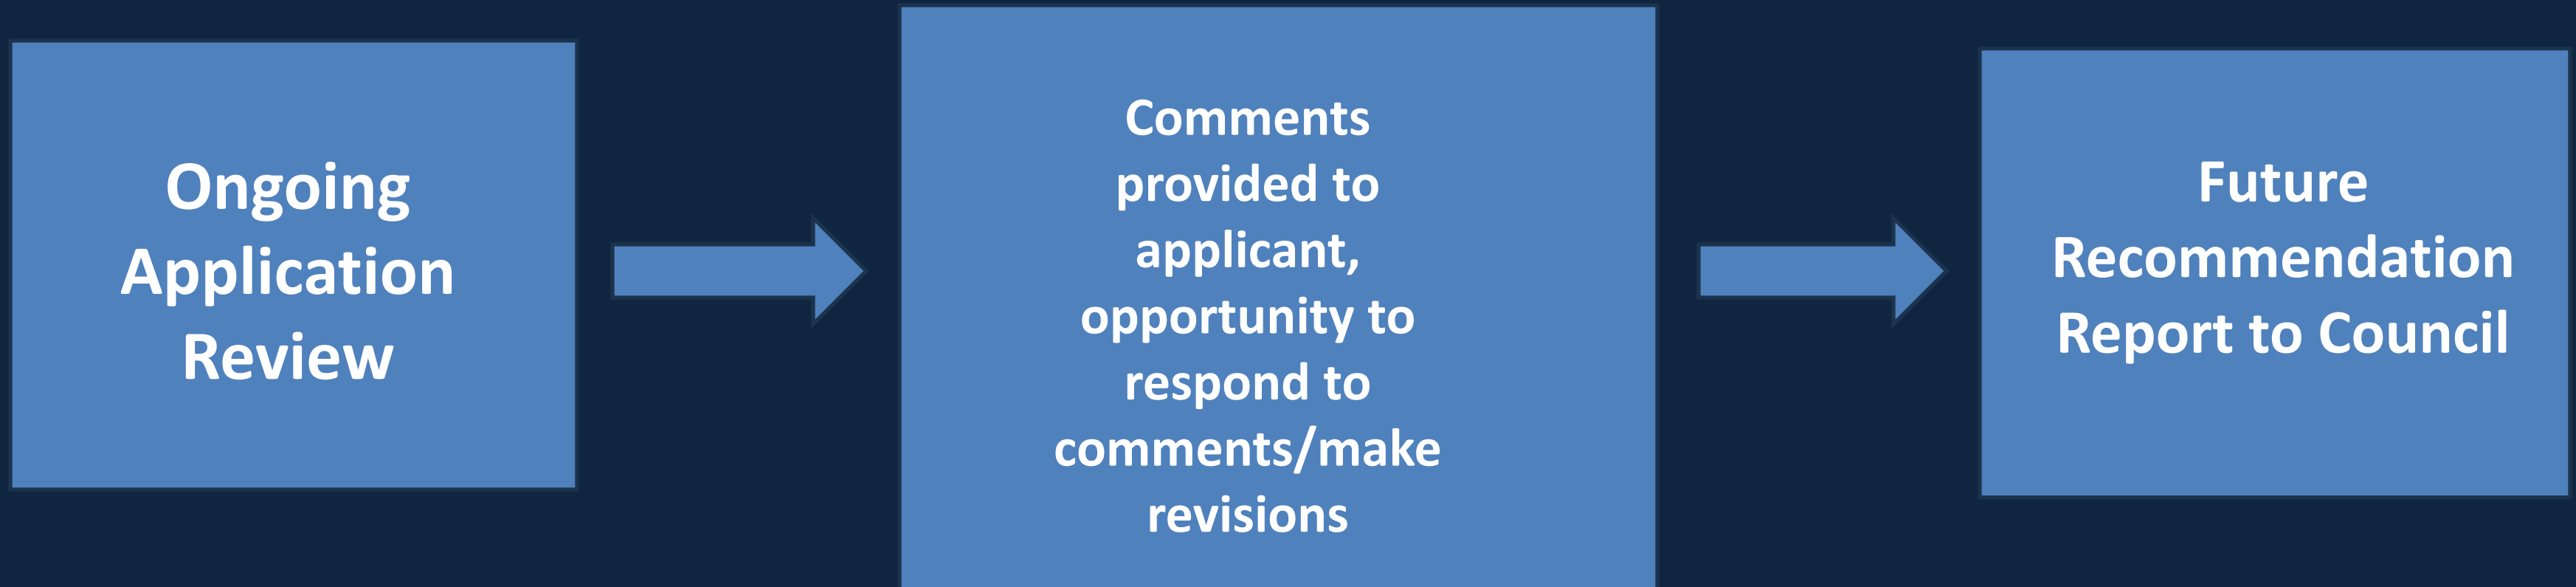 Ongoing
Application
Review
Comments
provided to
applicant,
opportunity to
respond to
comments/make
revisions
Future
Recommendation
Report to Council